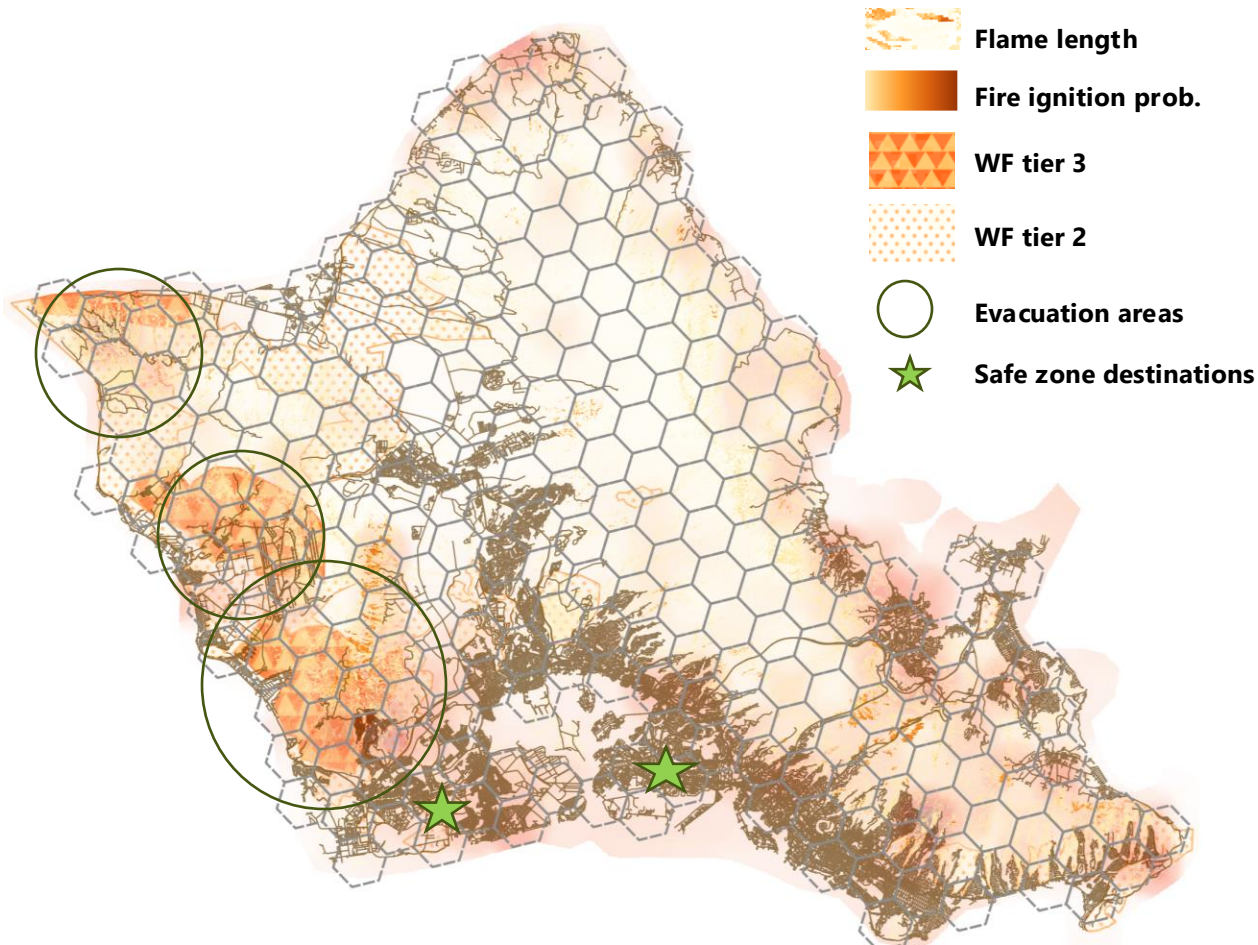 Flame length
Fire ignition prob.
WF tier 3
WF tier 2
Evacuation areas
Safe zone destinations